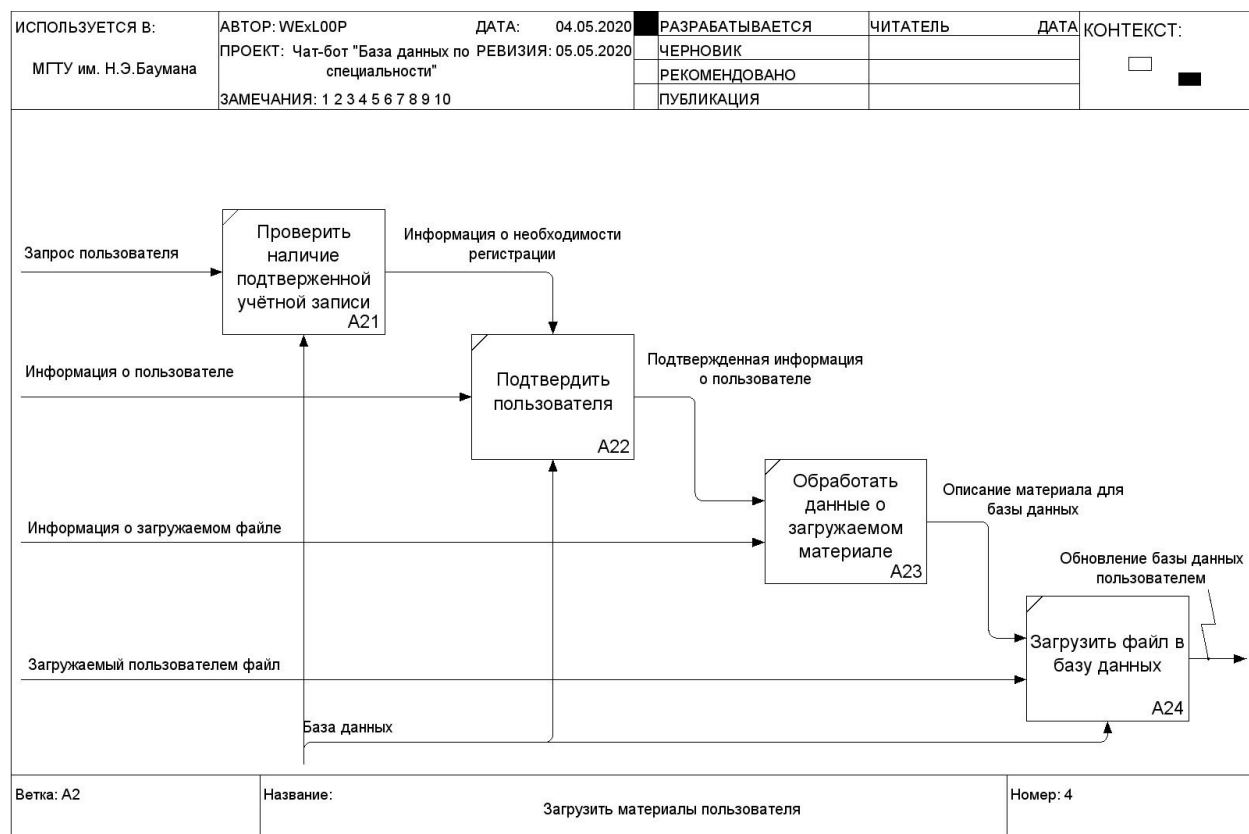 ИСПОЛЬЗУЕТСЯ В:
МГТУ им. Н.Э.Баумана
АВТОР: WExL00P
ДАТА: 04.05.2020
ПРОЕКТ: Чат-бот "База данных по
специальности"
РЕВИЗИЯ: 05.05.2020
ЗАМЕЧАНИЯ: 1 2 3 4 5 6 7 8 9 10
РАЗРАБАТЫВАЕТСЯ
ЧЕРНОВИК
РЕКОМЕНДОВАНО
ПУБЛИКАЦИЯ
ЧИТАТЕЛЬ
ДАТА
КОНТЕКСТ:
Запрос пользователя
Проверить
наличие
подтверженной
учётной записи
A21
Информация о необходимости
регистрации
Информация о пользователе
Подтвердить
пользователя
A22
Подтвержденная информация
о пользователе
Информация о загружаемом файле
Обработать
данные о
загружаемом
материале
A23
Описание материала для
базы данных
Обновление базы данных
пользователем
Загружаемый пользователем файл
Загрузить файл в
базу данных
A24
База данных
Ветка: A2
Название:
Загрузить материалы пользователя
Номер: 4